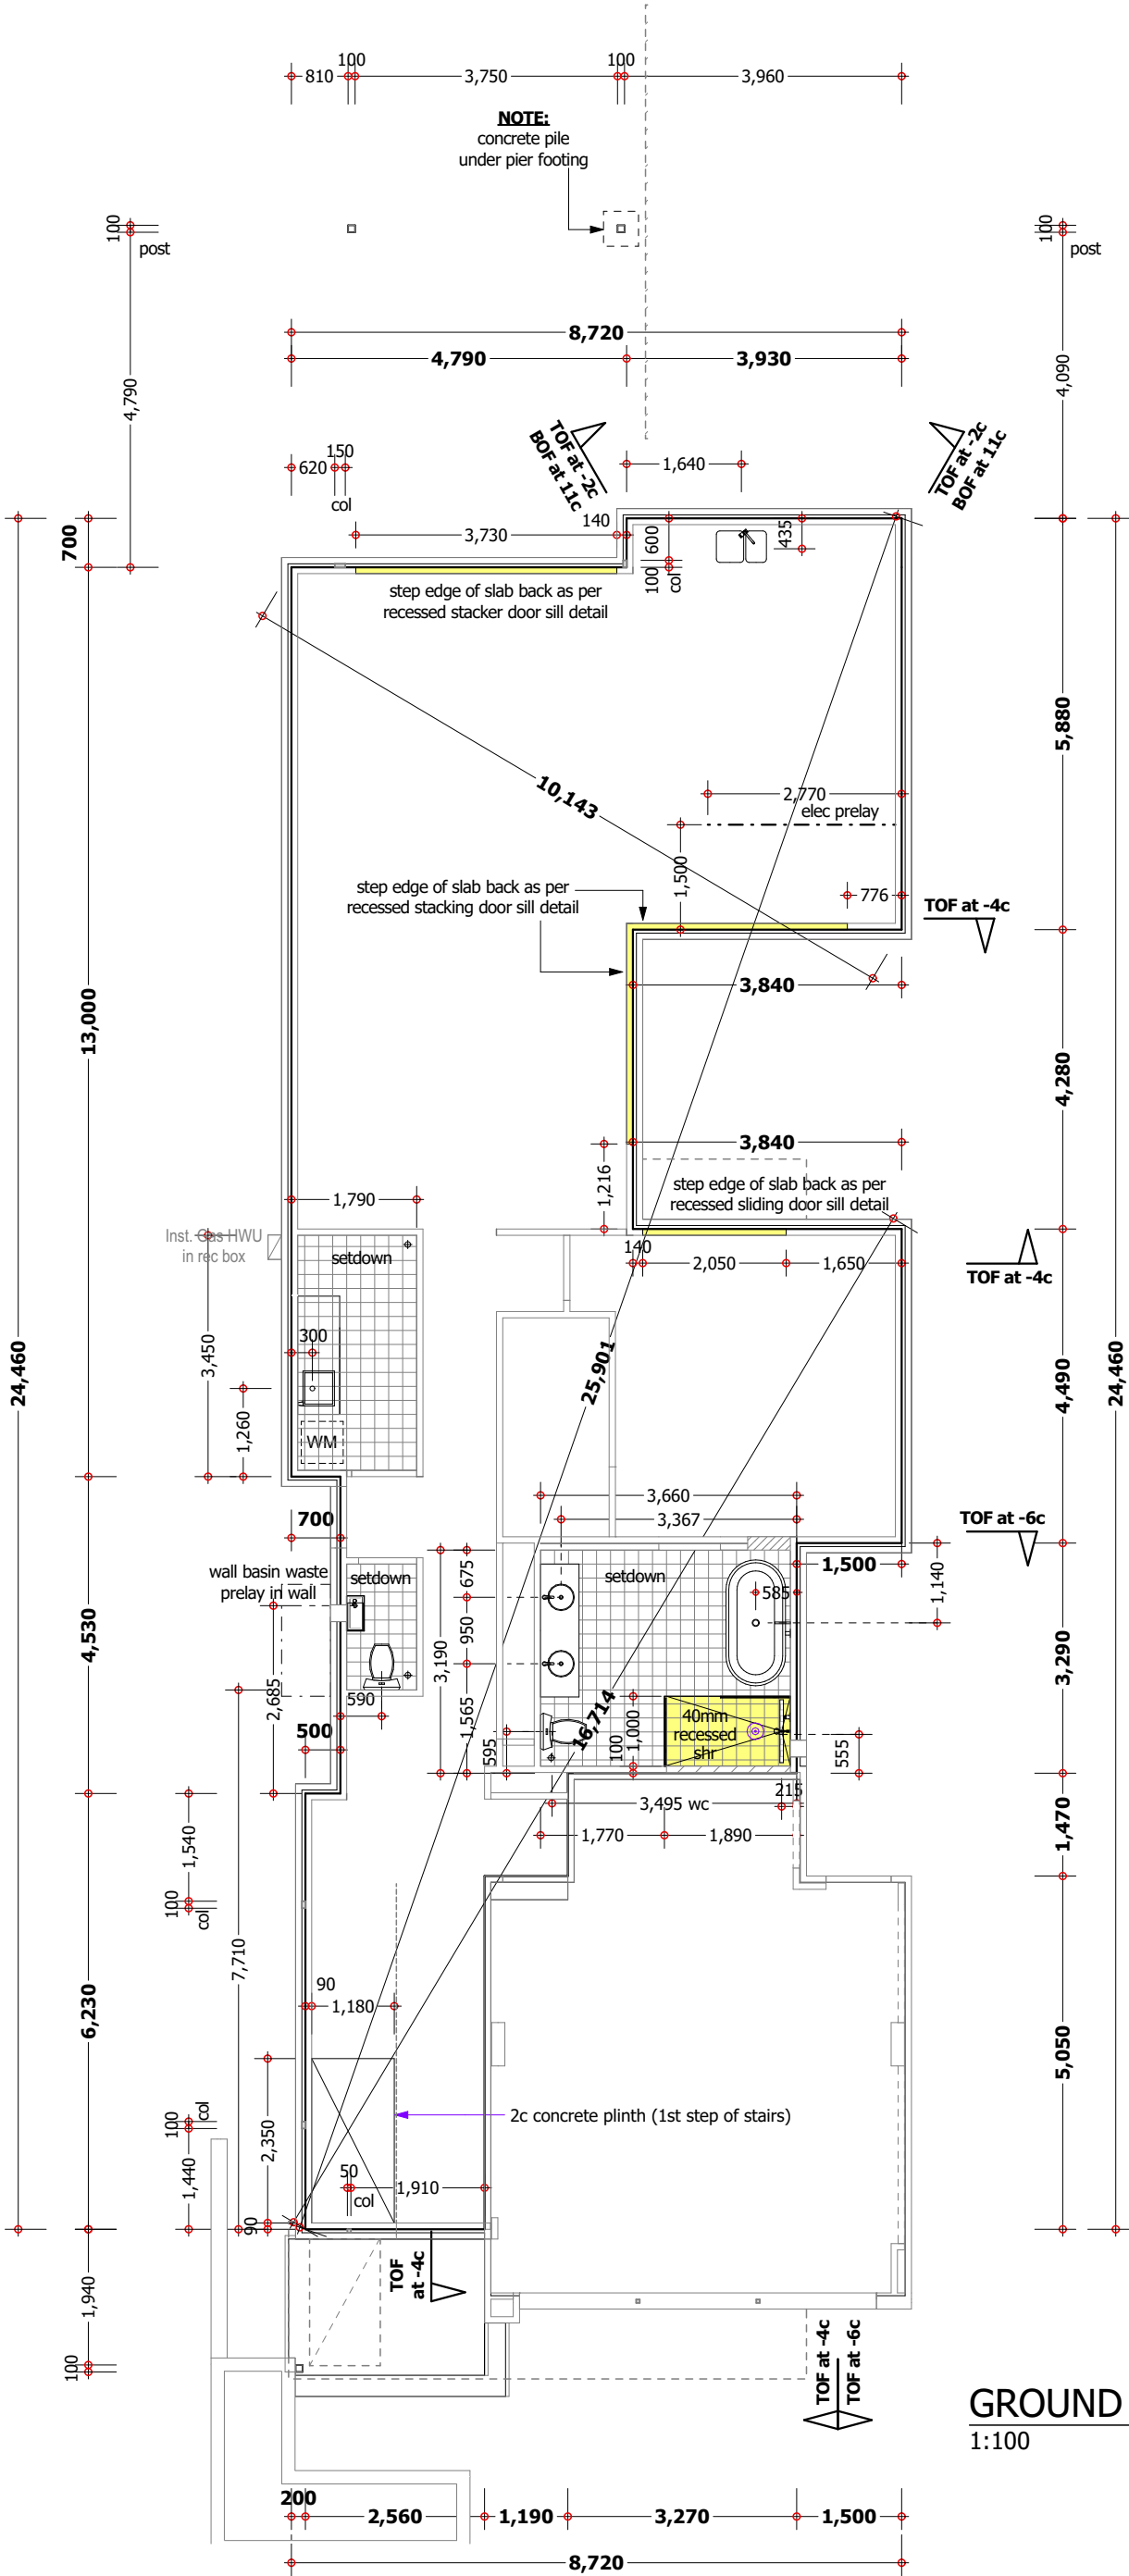 100
100
810
3,750
3,960
NOTE:
concrete pile
under pier footing
100
post
100
post
8,720
4,790
3,930
4,790
4,090
TOF at -2c
BOF at 11c
TOF at -2c
BOF at 11c
150
620
col
1,640
140
3,730
600
435
700
100
col
step edge of slab back as per
recessed stacker door sill detail
5,880
10,143
2,770
elec prelay
1,500
776
step edge of slab back as per
recessed stacking door sill detail
TOF at -4c
3,840
13,000
4,280
3,840
1,216
step edge of slab back as per
recessed sliding door sill detail
1,790
Inst. Gas HWU
in rec box
setdown
140
2,050
1,650
TOF at -4c
300
3,450
24,460
25,901
4,490
24,460
1,260
WM
3,660
3,367
700
TOF at -6c
1,500
wall basin waste
prelay in wall
setdown
675
setdown
585
1,140
4,530
950
3,190
3,290
2,685
590
1,565
16,714
40mm
recessed
shr
500
595
100
1,000
555
215
3,495 wc
1,470
1,540
1,770
1,890
100
col
7,710
90
1,180
6,230
5,050
2c concrete plinth (1st step of stairs)
100
col
2,350
1,440
50
1,910
col
90
TOF
at -4c
1,940
100
TOF at -4c
TOF at -6c
GROUND
1:100
200
2,560
1,190
3,270
1,500
8,720